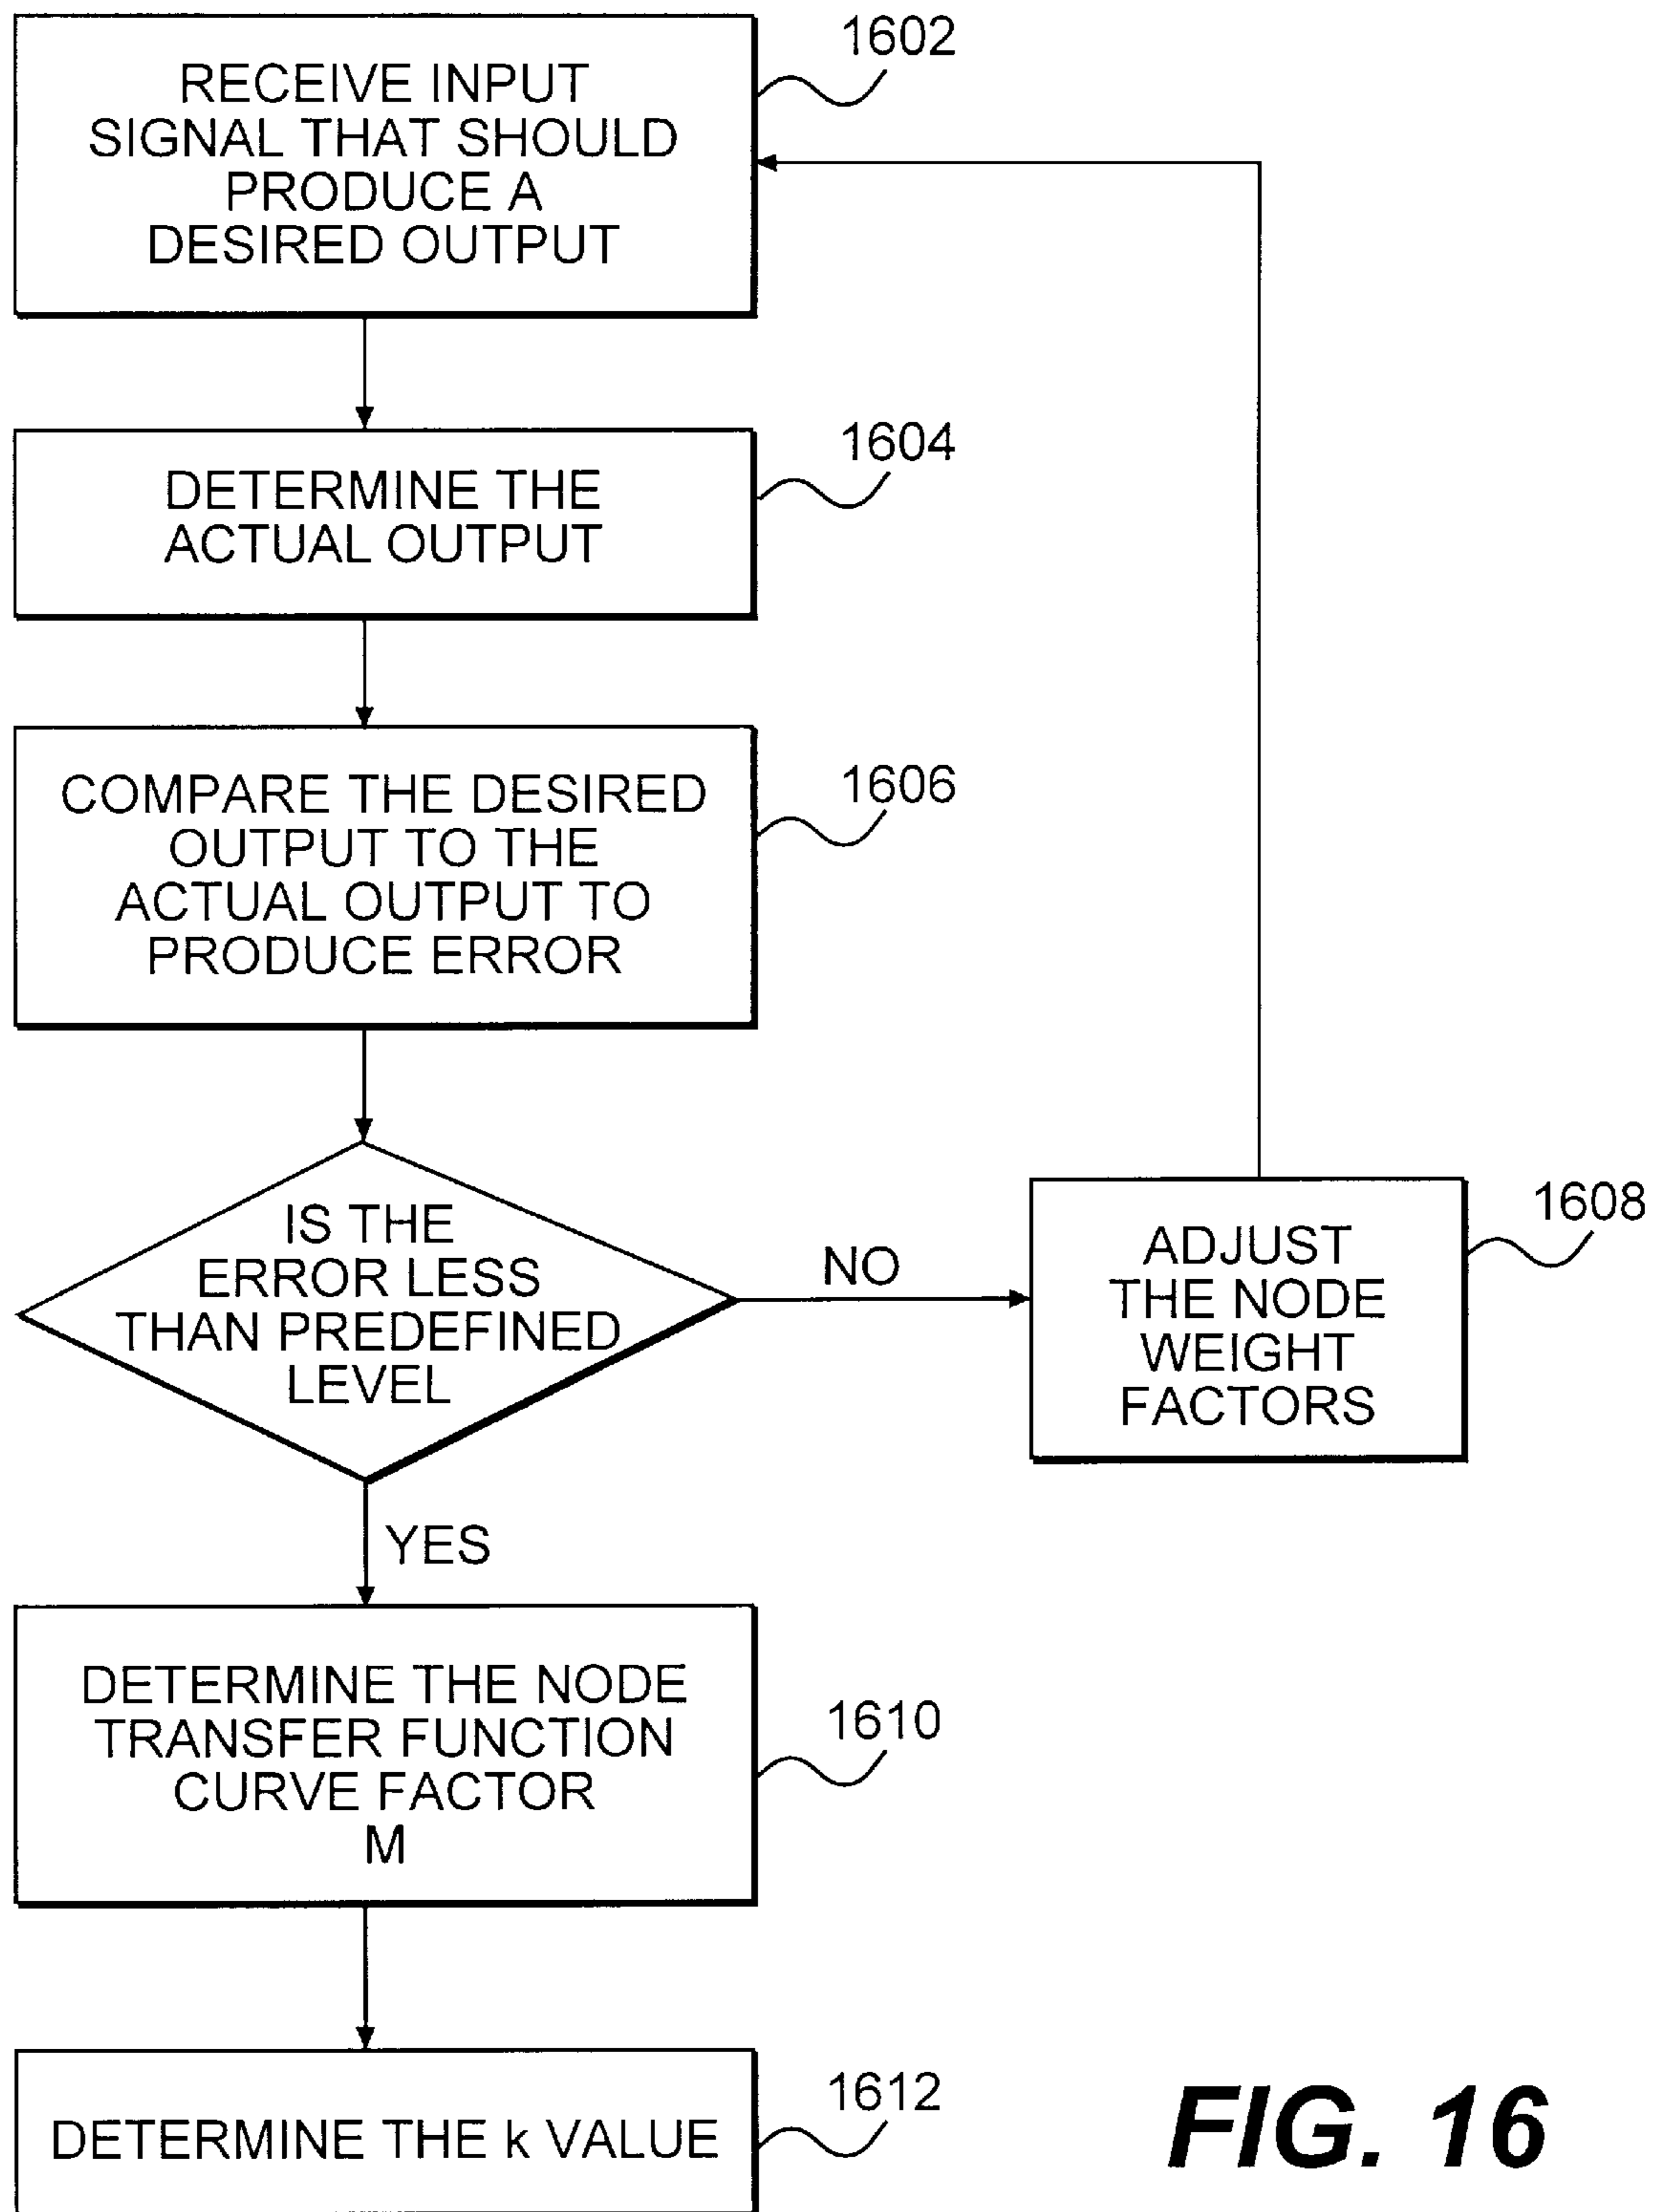 1602
RECEIVE INPUT
SIGNAL THAT SHOULD
PRODUCE A
DESIRED OUTPUT
1604
DETERMINE THE
ACTUAL OUTPUT
1606
COMPARE THE DESIRED
OUTPUT TO THE
ACTUAL OUTPUT TO
PRODUCE ERROR
IS THE
ERROR LESS
THAN PREDEFINED
LEVEL
NO
1608
ADJUST
THE NODE
WEIGHT
FACTORS
YES
DETERMINE THE NODE
TRANSFER FUNCTION
CURVE FACTOR
M
1610
1612
DETERMINE THE k VALUE
FIG. 16